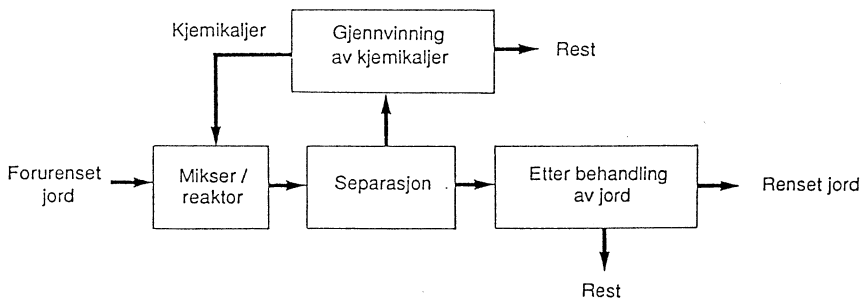 Kjemikaljer
Gjennvinning
av kjemikaljer
Rest
Forurenset
jord
Mikser /
reaktor
Separasjon
Etter behandling
av jord
Renset jord
Rest